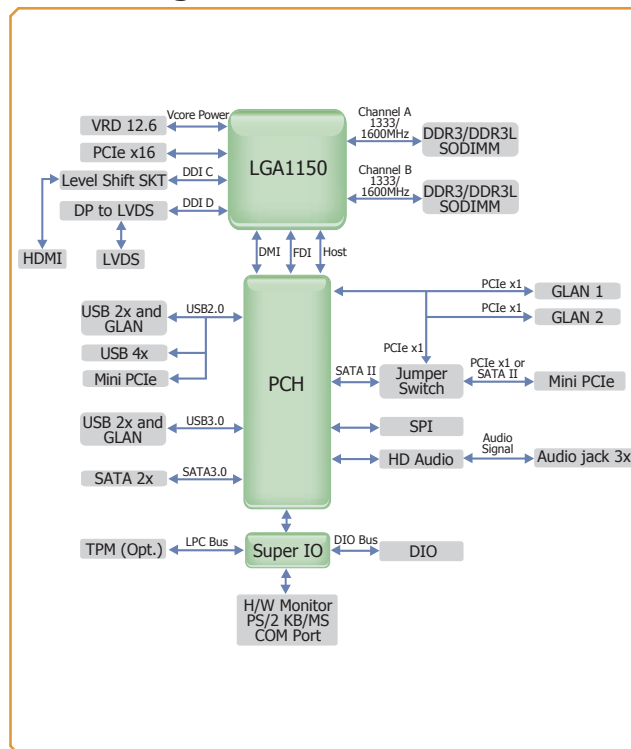 Vcore Power
VRD 12.6
PCIe x16
Level Shift SKT
DDI C
DP to LVDS
DDI D
HDMI
LVDS
LGA1150
Channel A
1333/
1600MHz
DDR3/DDR3L
SODIMM
Channel B
1333/
1600MHz
DDR3/DDR3L
SODIMM
DMI
FDI
Host
USB 2x and
GLAN
USB2.0
USB 4x
Mini PCIe
USB 2x and
GLAN
USB3.0
SATA 2x
SATA3.0
PCH
PCIe x1
GLAN 1
PCIe x1
GLAN 2
PCIe x1
SATA II
Jumper
Switch
PCIe x1 or
SATA II
Mini PCIe
SPI
HD Audio
Audio
Signal
Audio jack 3x
TPM (Opt.)
LPC Bus
Super IO
DIO Bus
DIO
H/W Monitor
PS/2 KB/MS
COM Port